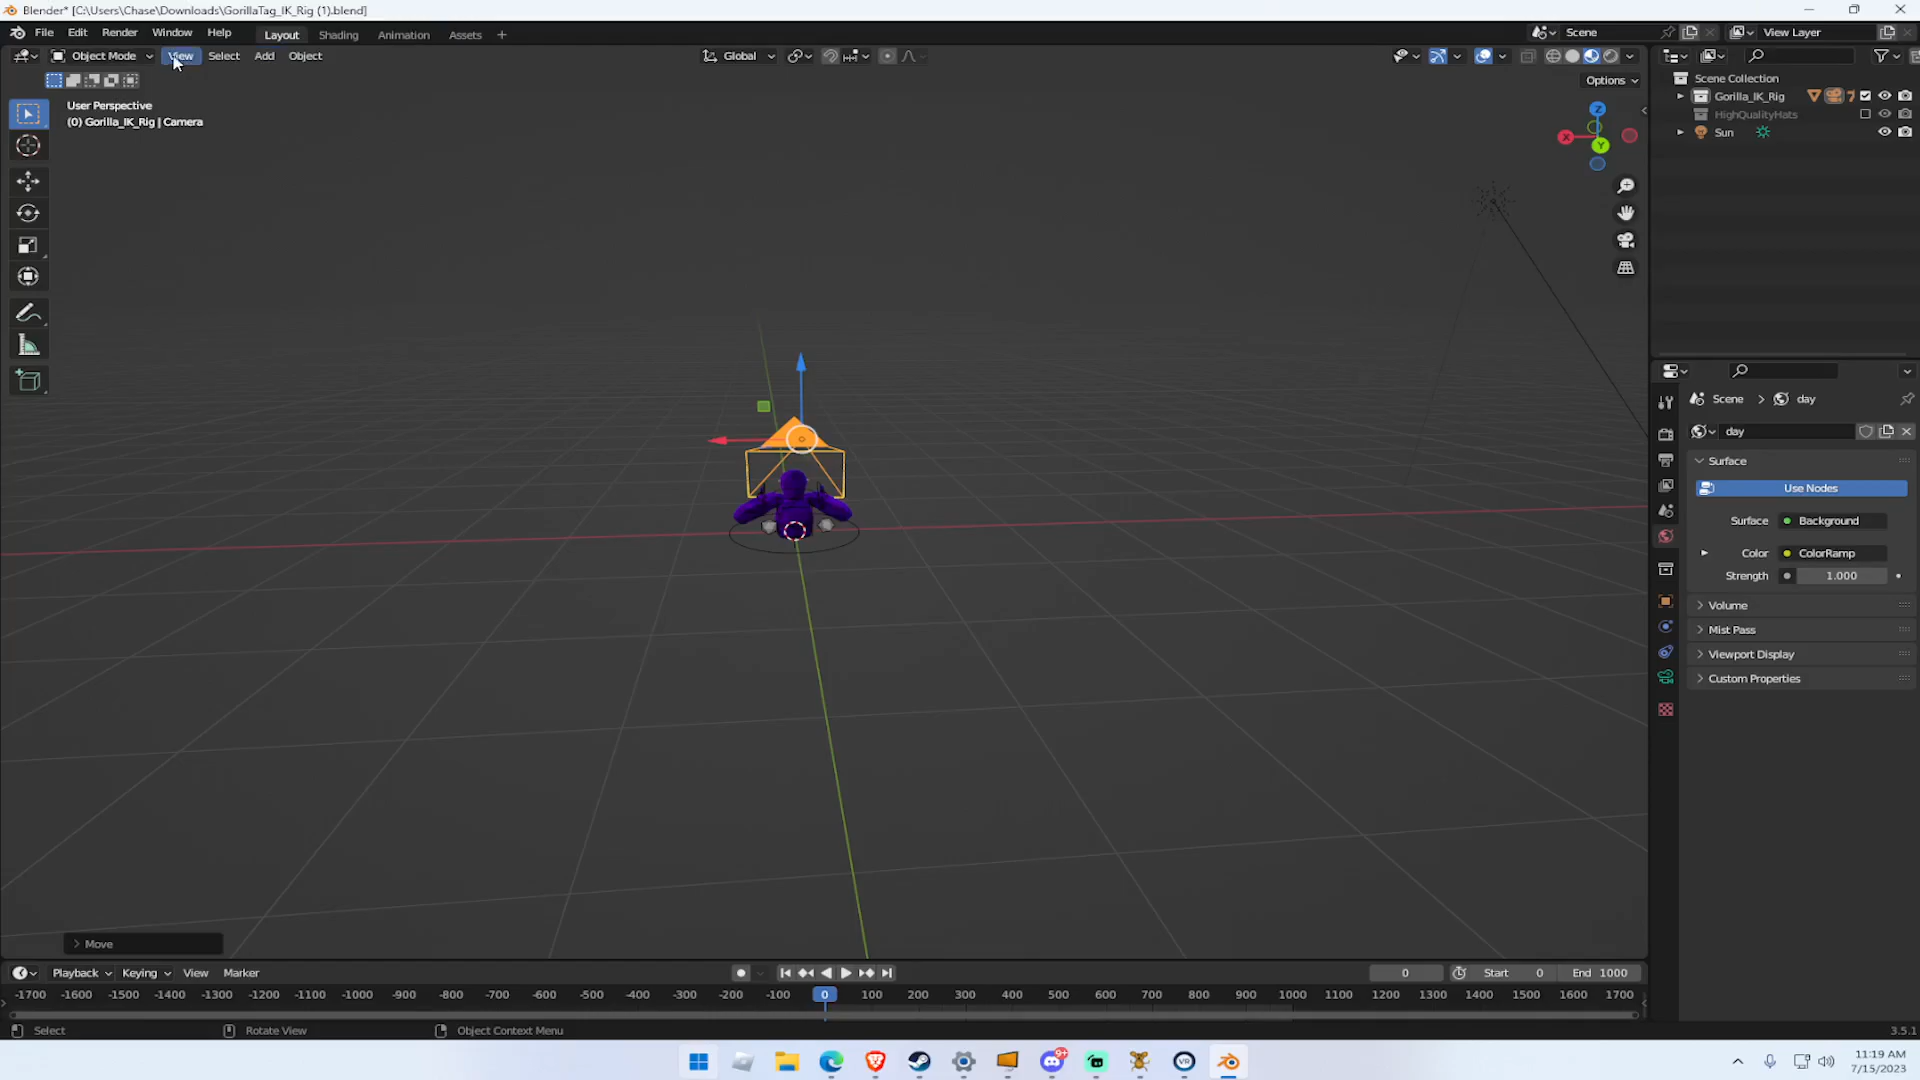 Blender* [C:\Users\Chase\Downloads\GorillaTag_IK_Rig (1).blend]
File Edit Render Window Help Layout Shading Animation Assets + Scene View Layer
Object Mode View Select Add Object Global
Options
User Perspective
(0) Gorilla_IK_Rig | Camera
Z
X
Y
Scene Collection
Gorilla_IK_Rig
HighQualityHats
Sun
Scene > day
day
Surface
Use Nodes
Surface Background
Color ColorRamp
Strength 1.000
Volume
Mist Pass
Viewport Display
Custom Properties
> Move
Playback Keying View Marker 0 Start 0 End 1000
-1700 -1600 -1500 -1400 -1300 -1200 -1100 -1000 -900 -800 -700 -600 -500 -400 -300 -200 -100 0 100 200 300 400 500 600 700 800 900 1000 1100 1200 1300 1400 1500 1600 1700
Select Rotate View Object Context Menu 3.5.1
9+
VR
11:19 AM
7/15/2023